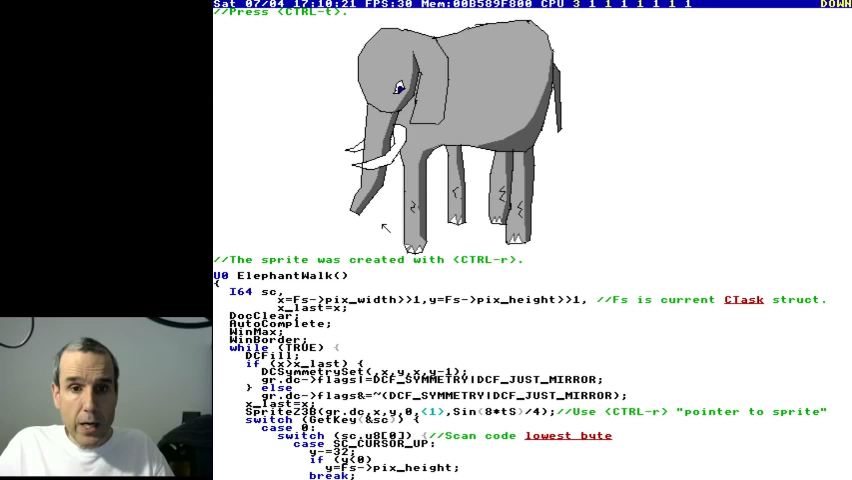 Sat 07/04 17:10:21 FPS:30 Mem:00B589F800 CPU 3 1 1 1 1 1 1 1 DOWN
//Press <CTRL-t>.
//The sprite was created with <CTRL-r>.
U0 ElephantWalk()
{
I64 sc,
x=Fs->pix_width>>1,y=Fs->pix_height>>1, //Fs is current CTask struct.
x_last=x;
DocClear;
AutoComplete;
WinMax;
WinBorder;
while (TRUE) {
DCFill;
if (x>x_last) {
DCSymmetrySet(,x,y,x,y-1);
gr.dc->flags|=DCF_SYMMETRY|DCF_JUST_MIRROR;
} else
gr.dc->flags&=~(DCF_SYMMETRY|DCF_JUST_MIRROR);
x_last=x;
SpriteZ3B(gr.dc,x,y,0,<1>,Sin(8*tS)/4);//Use <CTRL-r> "pointer to sprite"
switch (GetKey(&sc)) {
case 0:
switch (sc.u8[0]) {//Scan code lowest byte
case SC_CURSOR_UP:
y-=32;
if (y<0)
y=Fs->pix_height;
break;